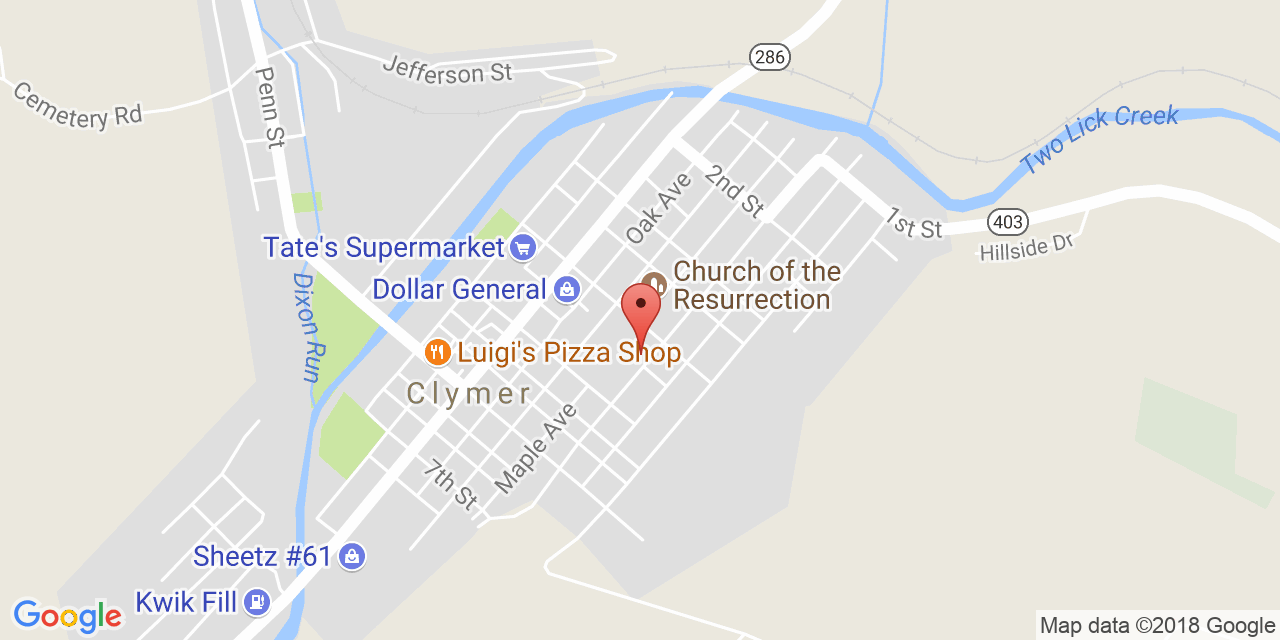 286
Jefferson St
Penn St
Cemetery Rd
Two Lick Creek
2nd St
Oak Ave
1st St
403
Hillside Dr
Tate's Supermarket
Church of the
Resurrection
Dollar General
Dixon Run
Luigi's Pizza Shop
Clymer
Maple Ave
7th St
Sheetz #61
Kwik Fill
Google
Map data ©2018 Google